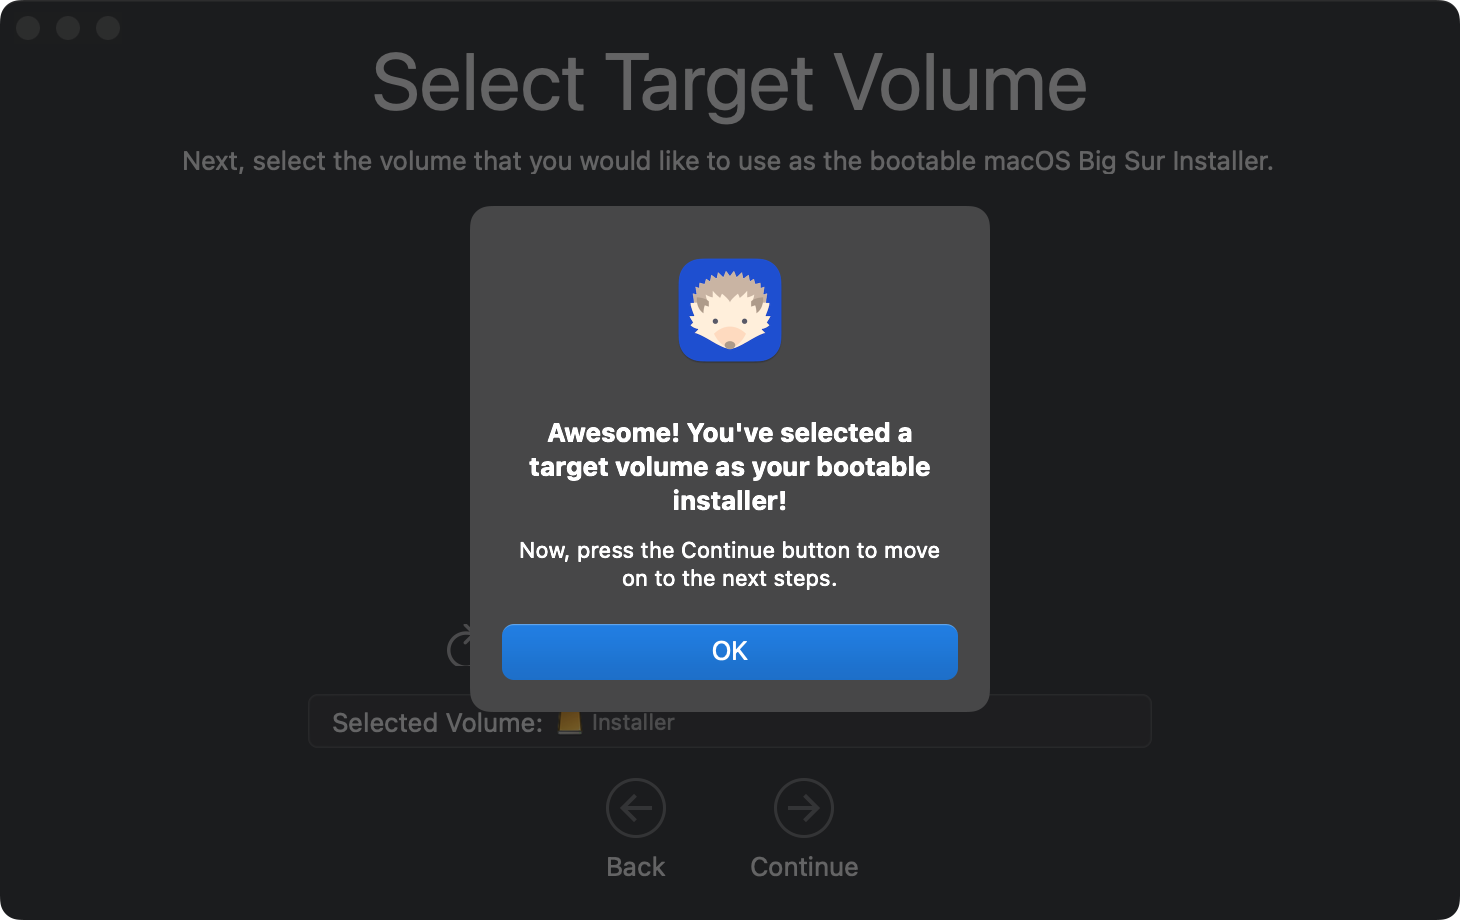 Select Target Volume
Next, select the volume that you would like to use as the bootable macOS Big Sur Installer.
Awesome! You've selected a
target volume as your bootable
installer!
Now, press the Continue button to move
on to the next steps.
OK
Selected Volume: Installer
Back Continue